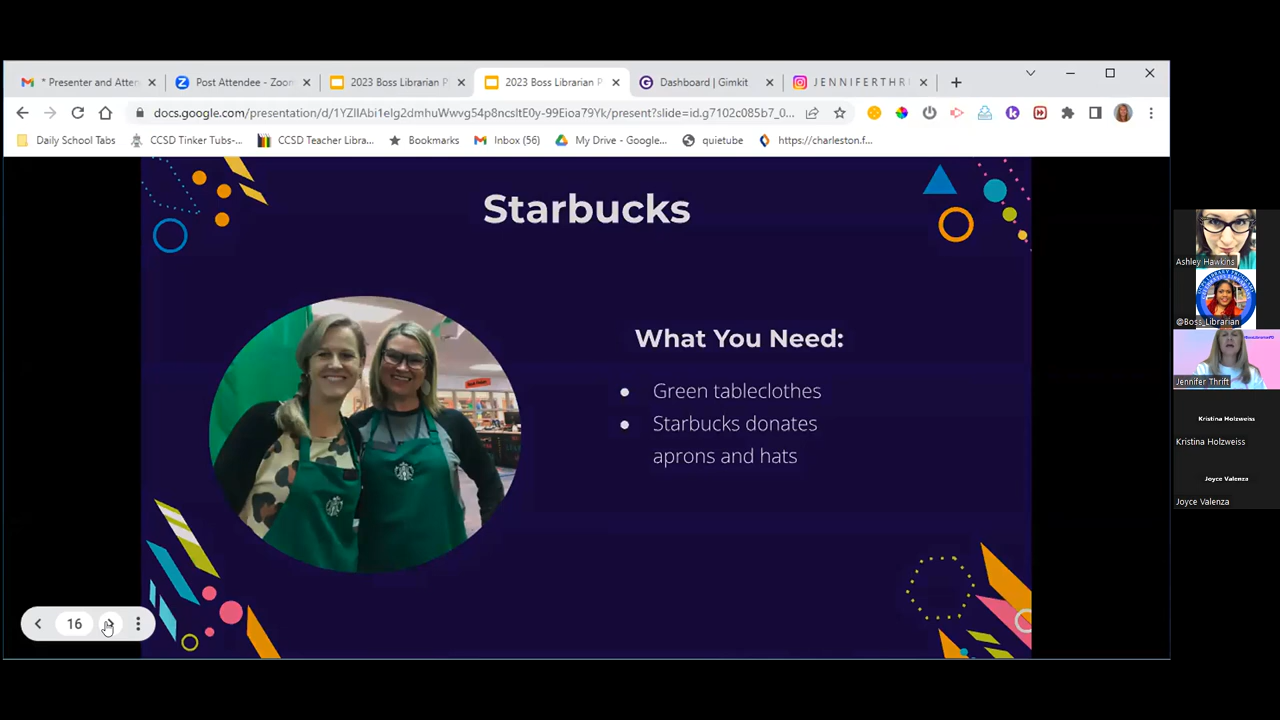 * Presenter and Atten
Post Attendee - Zoom
2023 Boss Librarian P
2023 Boss Librarian P
Dashboard | Gimkit
J E N N I F E R T H R
docs.google.com/presentation/d/1YZllAbi1elg2dmhuWwvg54p8ncsltE0y-99Eioa79Yk/present?slide=id.g7102c085b7_0...
Daily School Tabs
CCSD Tinker Tubs-...
CCSD Teacher Libra...
Bookmarks
Inbox (56)
My Drive - Google...
quietube
https://charleston.f...
Starbucks
What You Need:
● Green tableclothes
● Starbucks donates
aprons and hats
16
Ashley Hawkins
@Boss_Librarian
Jennifer Thrift
Kristina Holzweiss
Kristina Holzweiss
Joyce Valenza
Joyce Valenza